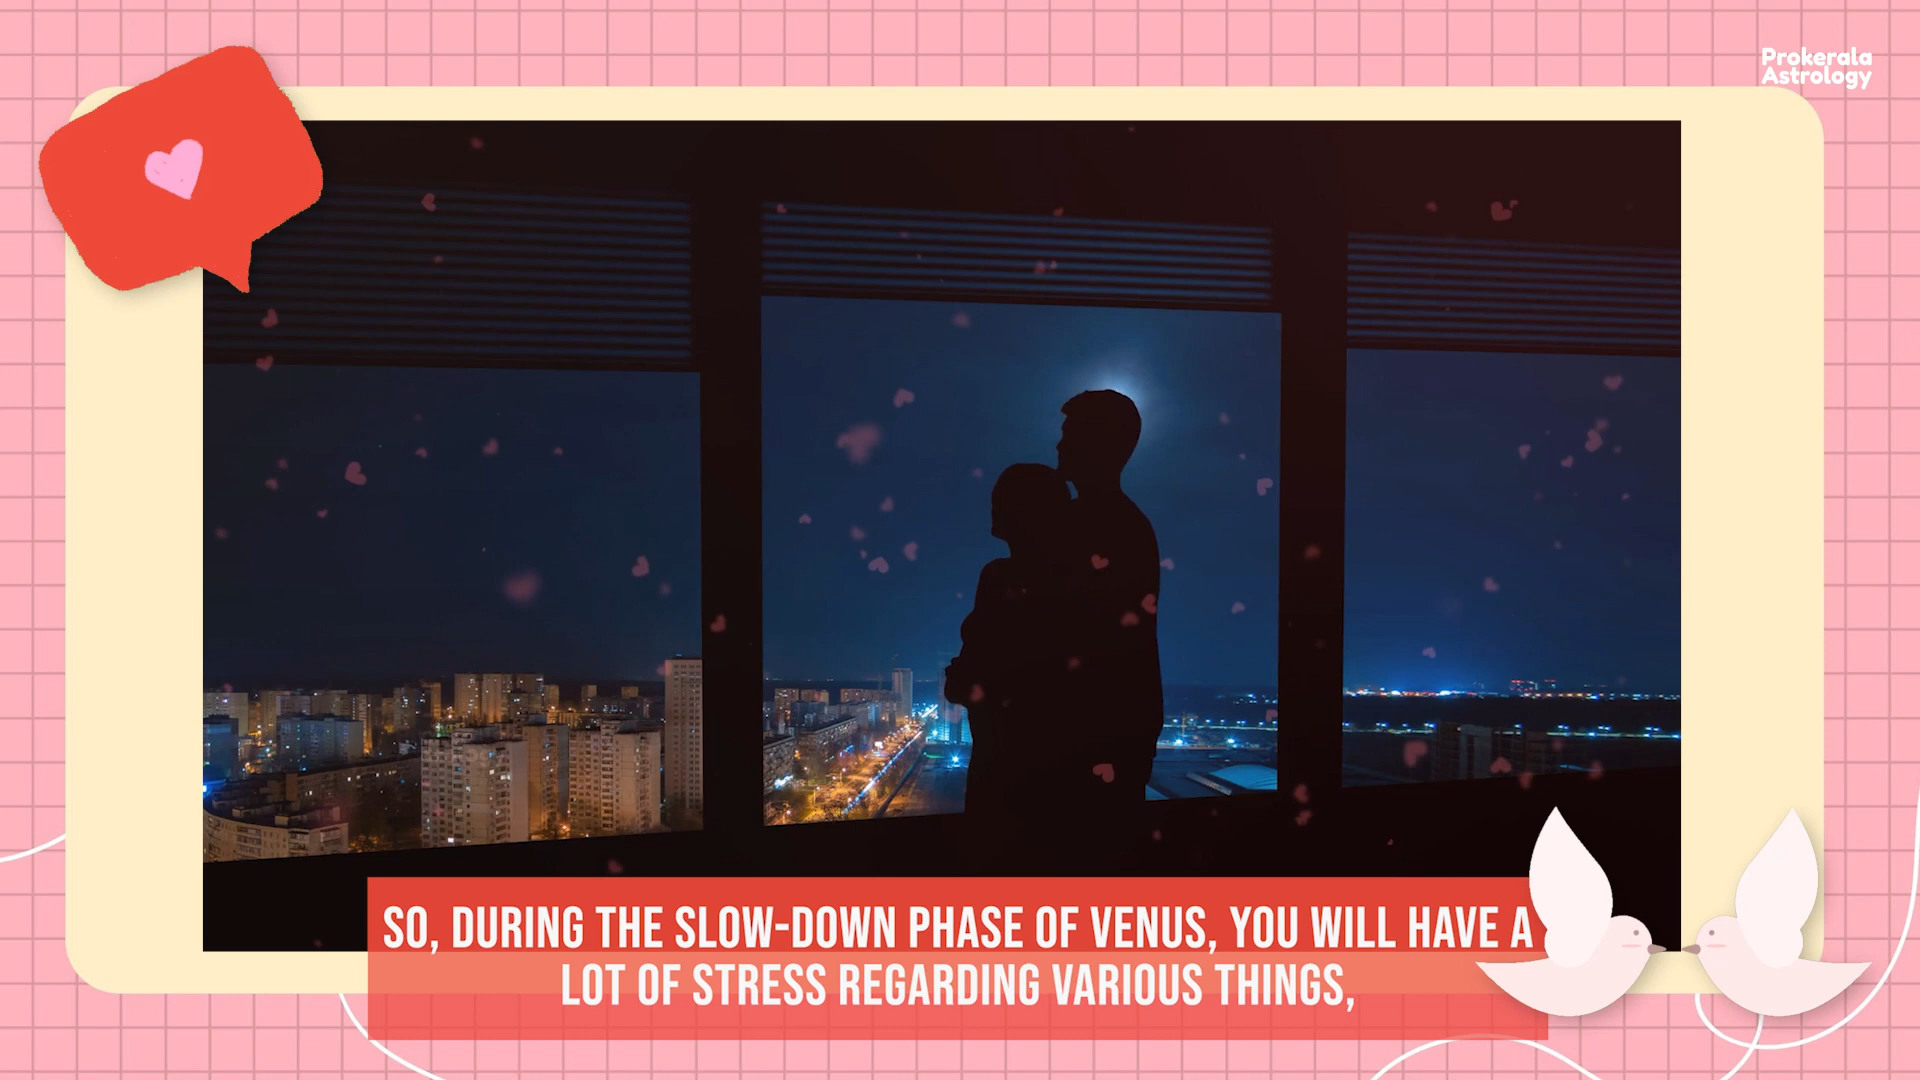 Prokerala
Astrology
SO, DURING THE SLOW-DOWN PHASE OF VENUS, YOU WILL HAVE A
LOT OF STRESS REGARDING VARIOUS THINGS,